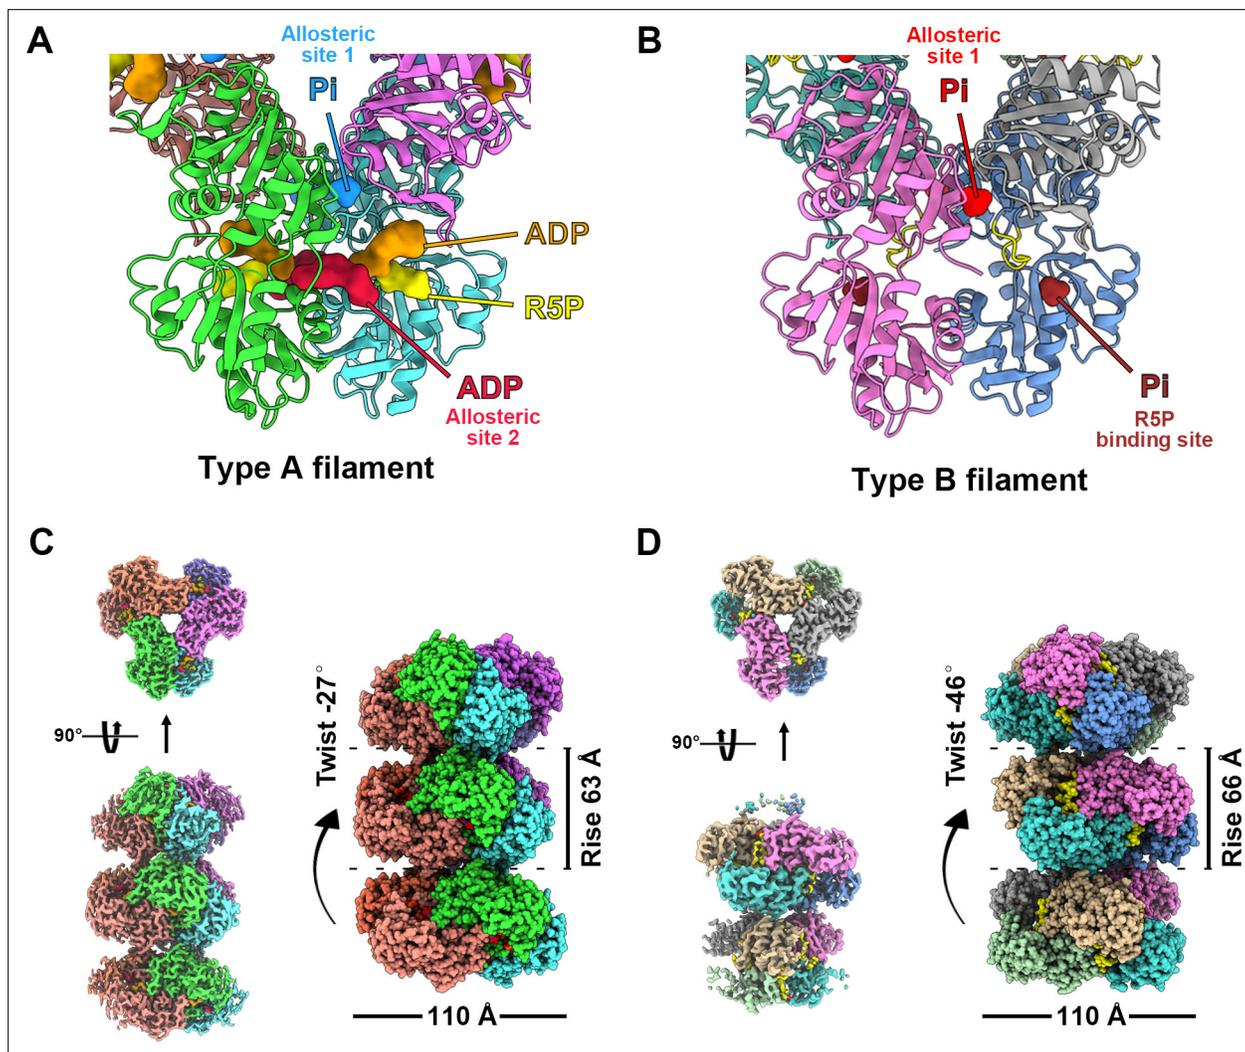 A
Allosteric
site 1
Pi
ADP
R5P
ADP
Allosteric
site 2
Type A filament
B
Allosteric
site 1
Pi
Pi
R5P
binding site
Type B filament
C
90°
Twist -27°
Rise 63 Å
110 Å
D
90°
Twist -46°
Rise 66 Å
110 Å